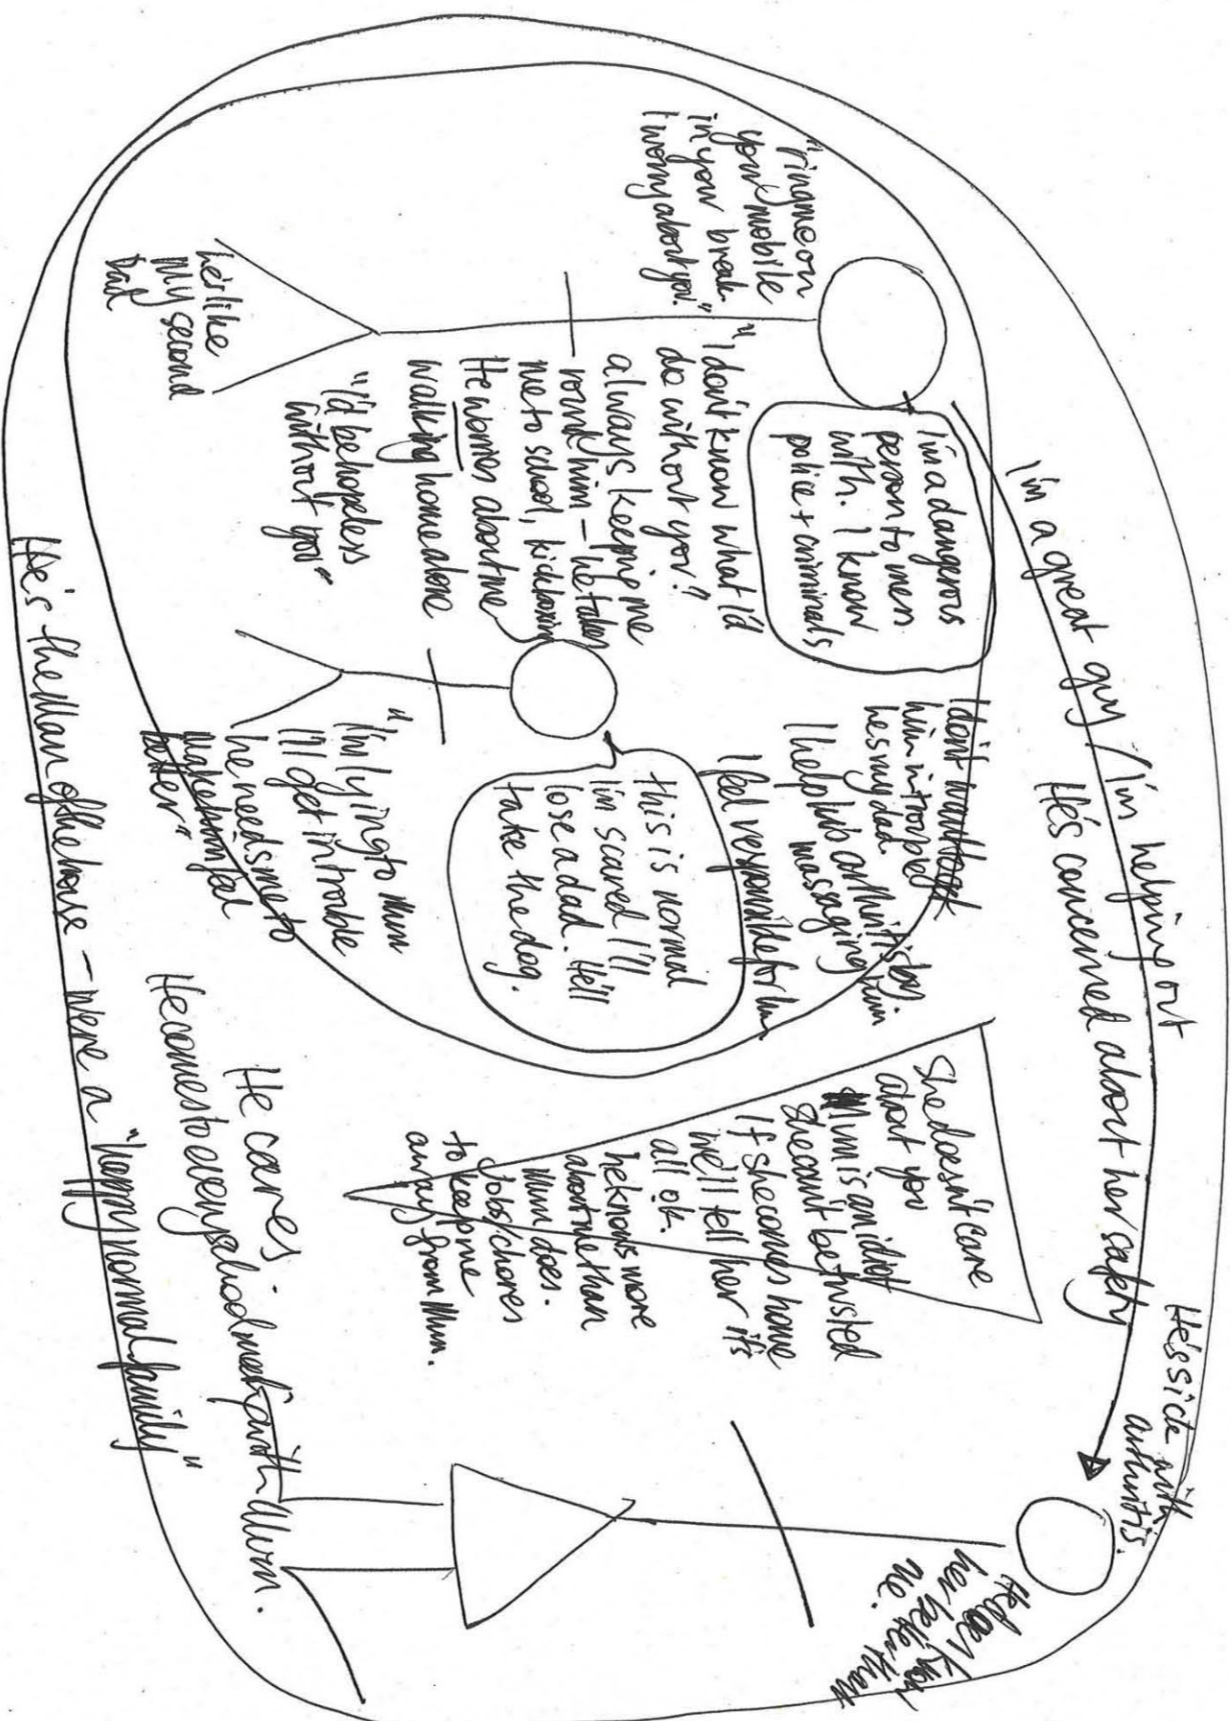 I'm a great guy / I'm helping out
He's concerned about her safety
He's sick with
arthritis.
"ring me on
your mobile
in your break.
I worry about you."
I'm a dangerous
person to men
with. I know
police + criminals
"I don't know what I'd
do without you"
always keeping me
round him – he takes
me to school, kickboxing
He worries about me
walking home alone
"I'd be hopeless
without you"
he's like
my second
Dad
I don't want
him in trouble
he's my dad.
I help his arthritis by
massaging him
I feel responsible for him
this is normal
I'm scared I'll
lose a dad. He'll
take the dog.
"I'm lying to Mum
I'll get in trouble
he needs me to
make him feel
better"
She doesn't care
about you
Mum is an idiot
She can't be trusted
If she comes home
we'll tell her it's
all ok.
he knows more
about me than
Mum does.
Jobs/chores
to keep me
away from Mum.
He cares
He comes to every school meeting with Mum.
her better than
me.
He's the Man of the house – we're a "happy normal family"